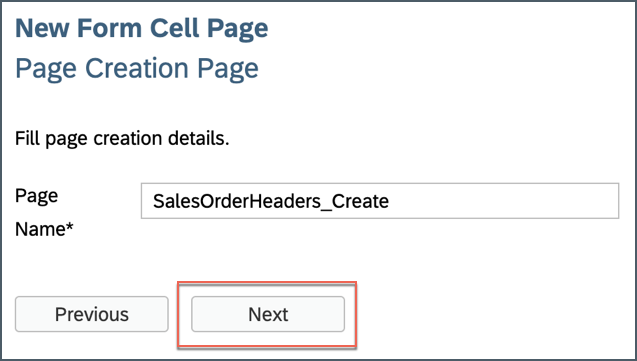 New Form Cell Page
Page Creation Page
Fill page creation details.
Page
Name*
SalesOrderHeaders_Create
Previous
Next